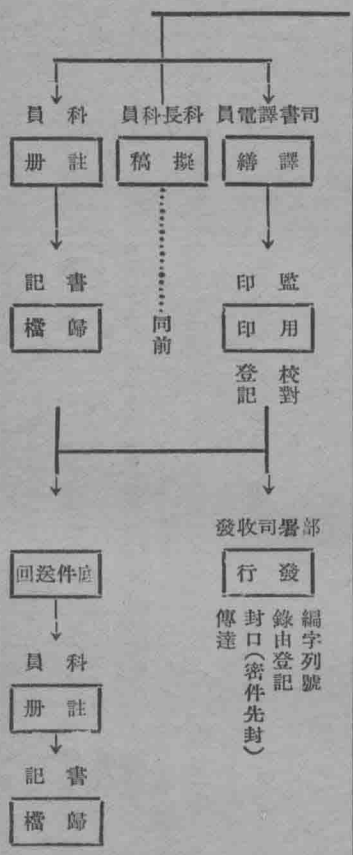 司書譯電員
科長科員
科員
繕譯
擬稿
註册
監印
同前
書記
用印
歸檔
校對
登記
部署司收發
發行
編字列號
錄由登記
封口(密件先封)
傳達
件送回
科員
註册
書記
歸檔